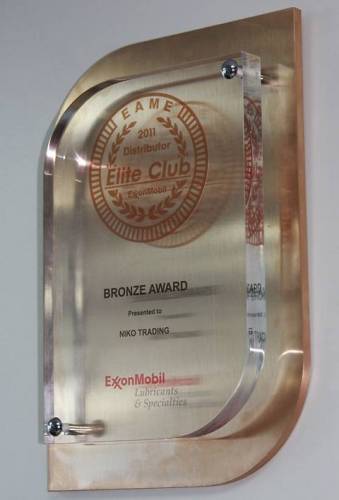 EAME
2011
Distributor
Elite Club
ExxonMobil
BRONZE AWARD
Presented to
NIKO TRADING
ExxonMobil
Lubricants
& Specialties